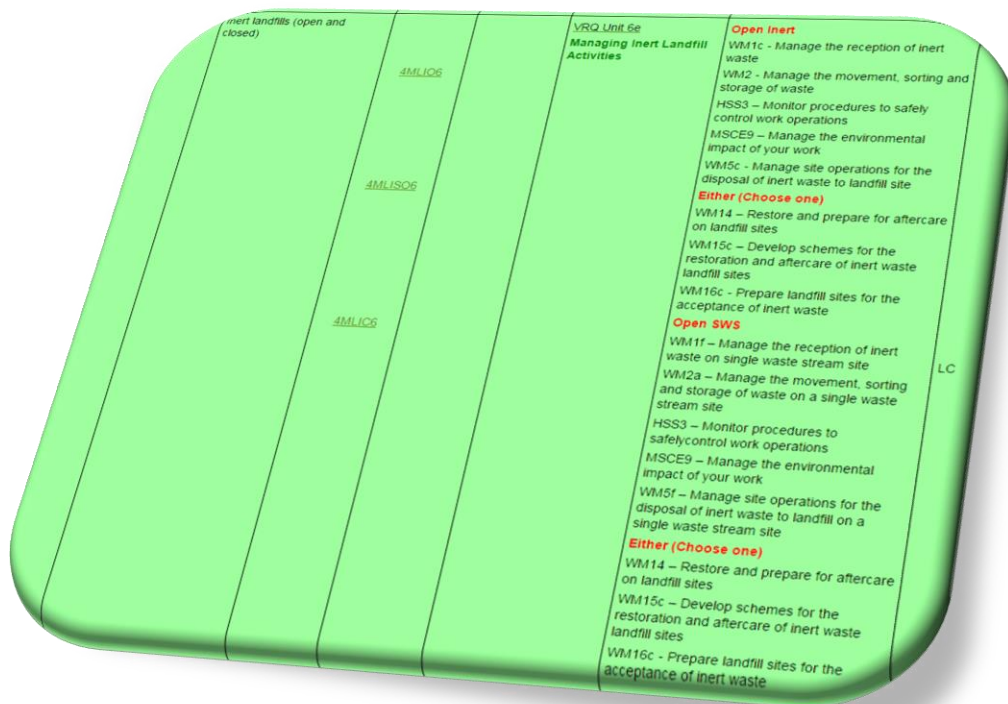 inert landfills (open and
closed)
4MLIO6
4MLISO6
4MLIC6
VRQ Unit 6e
Managing Inert Landfill
Activities
Open Inert
WM1c - Manage the reception of inert
waste
WM2 - Manage the movement, sorting and
storage of waste
HSS3 – Monitor procedures to safely
control work operations
MSCE9 – Manage the environmental
impact of your work
WM5c - Manage site operations for the
disposal of inert waste to landfill site
Either (Choose one)
WM14 – Restore and prepare for aftercare
on landfill sites
WM15c – Develop schemes for the
restoration and aftercare of inert waste
landfill sites
WM16c - Prepare landfill sites for the
acceptance of inert waste
Open SWS
WM1f – Manage the reception of inert
waste on single waste stream site
WM2a – Manage the movement, sorting
and storage of waste on a single waste
stream site
HSS3 – Monitor procedures to
safelycontrol work operations
MSCE9 – Manage the environmental
impact of your work
WM5f – Manage site operations for the
disposal of inert waste to landfill on a
single waste stream site
Either (Choose one)
WM14 – Restore and prepare for aftercare
on landfill sites
WM15c – Develop schemes for the
restoration and aftercare of inert waste
landfill sites
WM16c - Prepare landfill sites for the
acceptance of inert waste
LC